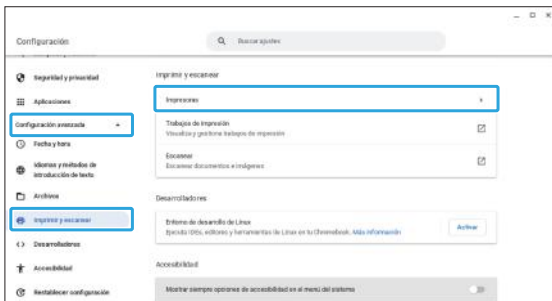 Configuración
Buscar ajustes
Seguridad y privacidad
Aplicaciones
Configuración avanzada
Fecha y hora
Idiomas y métodos de
introducción de texto
Archivos
Imprimir y escanear
Desarrolladores
Accesibilidad
Restablecer configuración
Imprimir y escanear
Impresoras
Trabajos de impresión
Visualiza y gestiona trabajos de impresión
Escanear
Escanear documentos e imágenes
Desarrolladores
Entorno de desarrollo de Linux
Ejecuta IDEs, editores y herramientas de Linux en tu Chromebook. Más información
Activar
Accesibilidad
Mostrar siempre opciones de accesibilidad en el menú del sistema